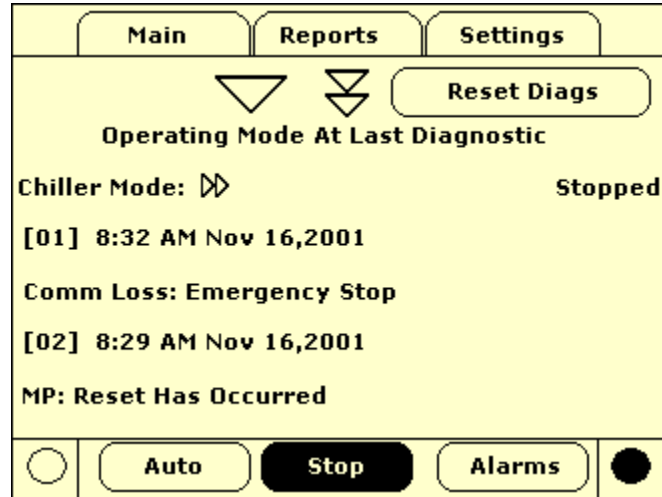 Main Reports Settings
Reset Diags
Operating Mode At Last Diagnostic
Chiller Mode: Stopped
[01] 8:32 AM Nov 16,2001
Comm Loss: Emergency Stop
[02] 8:29 AM Nov 16,2001
MP: Reset Has Occurred
Auto Stop Alarms